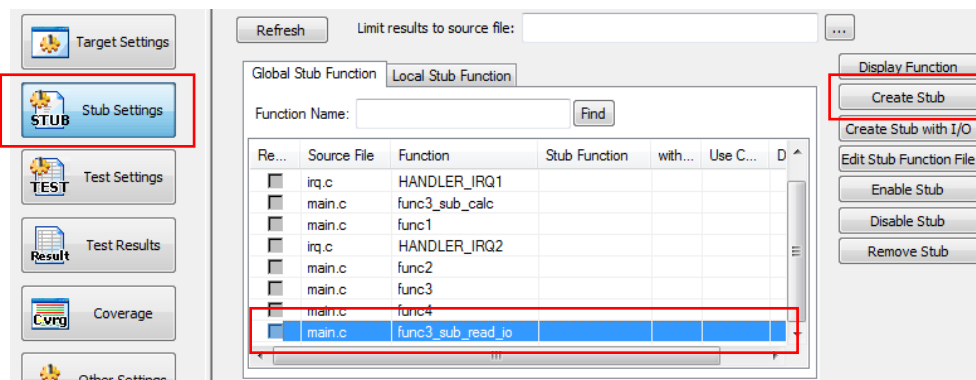 Target Settings
STUB
Stub Settings
TEST
Test Settings
Result
Test Results
Cvrg
Coverage
Other Settings
Refresh
Limit results to source file:
...
Global Stub Function
Local Stub Function
Function Name:
Find
Re... Source File Function Stub Function with... Use C... D
irq.c HANDLER_IRQ1
main.c func3_sub_calc
main.c func1
irq.c HANDLER_IRQ2
main.c func2
main.c func3
main.c func4
main.c func3_sub_read_io
Display Function
Create Stub
Create Stub with I/O
Edit Stub Function File
Enable Stub
Disable Stub
Remove Stub